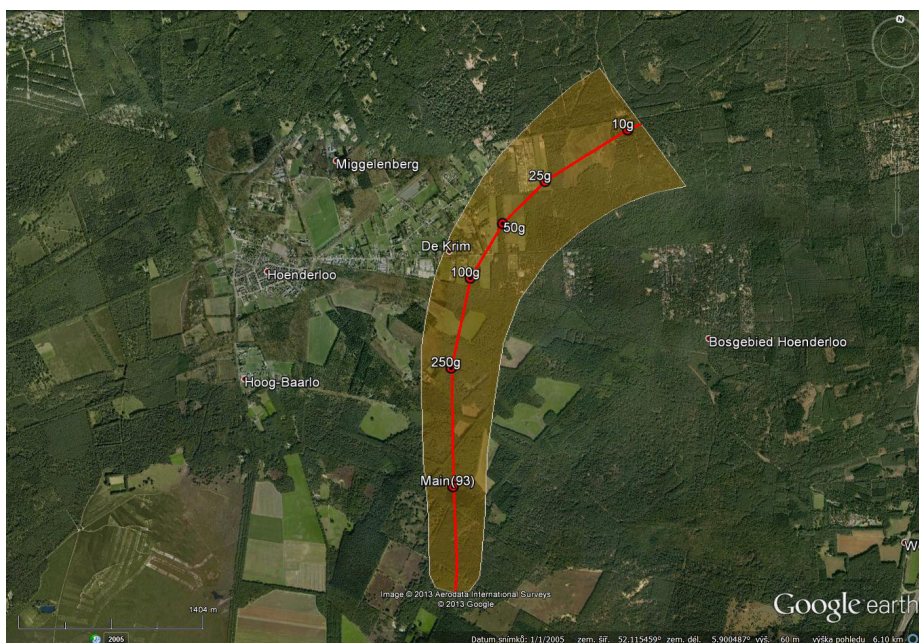 N
10g
Miggelenberg
25g
50g
De Krim
100g
Hoenderloo
Bosgebied Hoenderloo
250g
Hoog-Baarlo
Main(93)
W
Image © 2013 Aerodata International Surveys
© 2013 Google
1404 m
Google earth
2005
Datum snímků: 1/1/2005 zem. šíř. 52.115459° zem. dél. 5.900487° výš. 60 m výška pohledu 6.10 km